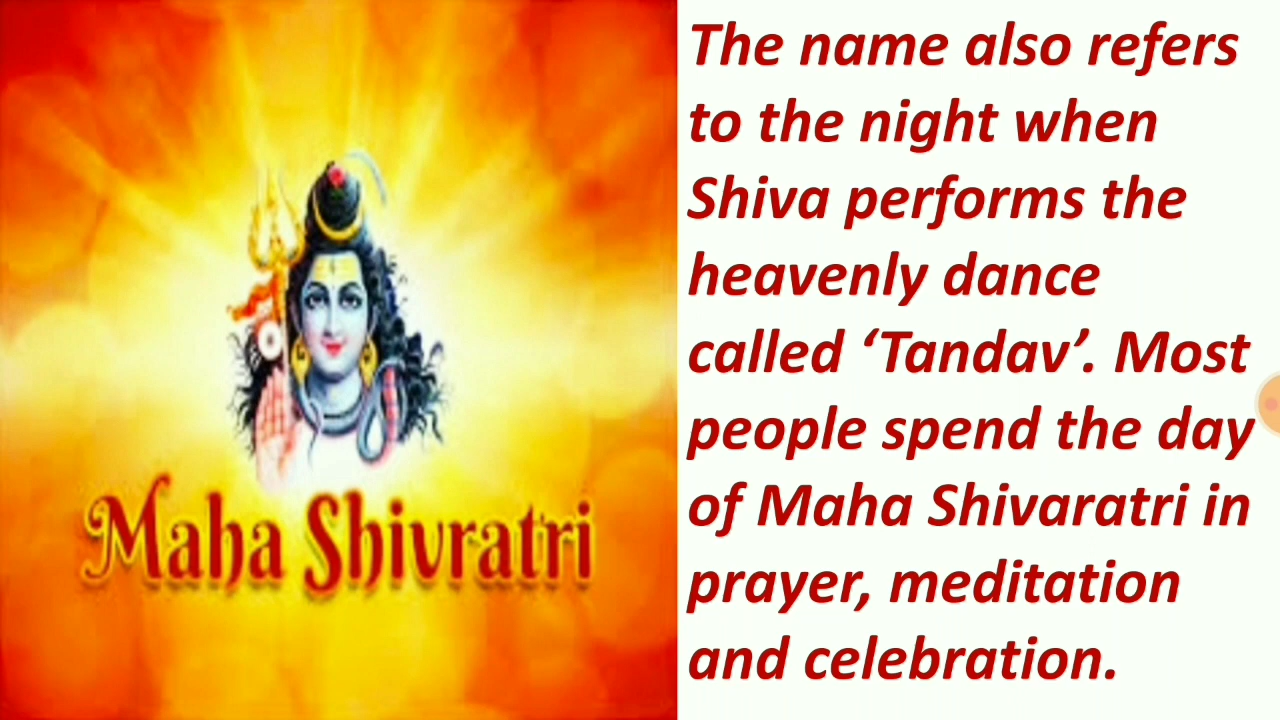 Maha Shivratri
The name also refers
to the night when
Shiva performs the
heavenly dance
called ‘Tandav’. Most
people spend the day
of Maha Shivaratri in
prayer, meditation
and celebration.